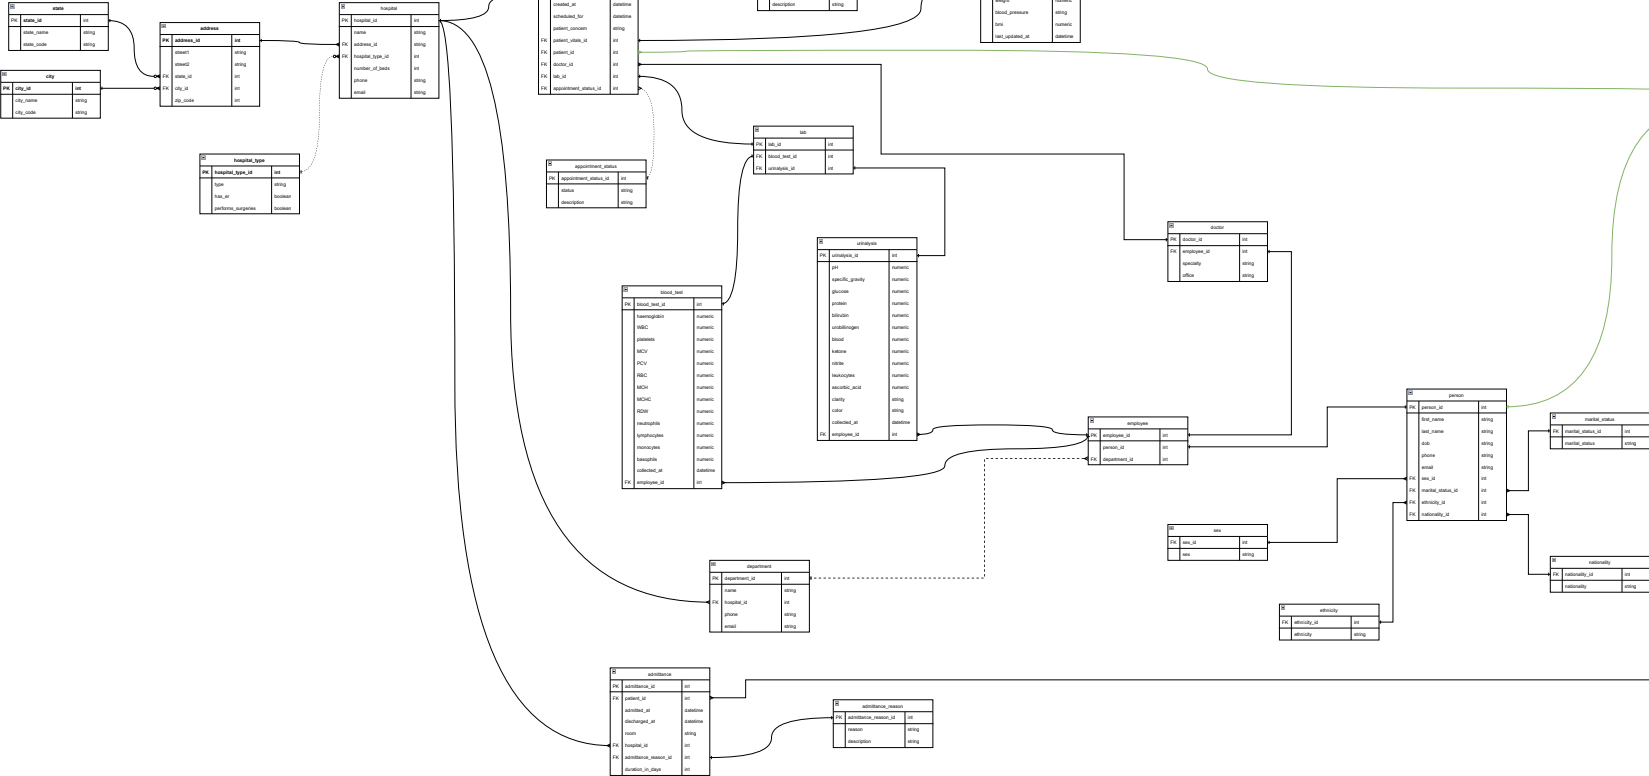 state
PK state_id int
state_name string
state_code string
city
PK city_id int
city_name string
city_code string
address
PK address_id int
street1 string
street2 string
FK state_id int
FK city_id int
zip_code int
hospital
PK hospital_id int
name string
FK address_id string
FK hospital_type_id int
number_of_beds int
phone string
email string
hospital_type
PK hospital_type_id int
type string
has_er boolean
performs_surgeries boolean
created_at datetime
scheduled_for datetime
patient_concern string
FK patient_vitals_id int
FK patient_id int
FK doctor_id int
FK lab_id int
FK appointment_status_id int
description string
numeric
blood_pressure string
bmi numeric
last_updated_at datetime
appointment_status
PK appointment_status_id int
status string
description string
lab
PK lab_id int
FK blood_test_id int
FK urinalysis_id int
urinalysis
PK urinalysis_id int
pH numeric
specific_gravity numeric
glucose numeric
protein numeric
bilirubin numeric
urobilinogen numeric
blood numeric
ketone numeric
nitrite numeric
leukocytes numeric
ascorbic_acid numeric
clarity string
color string
collected_at datetime
FK employee_id int
blood_test
PK blood_test_id int
haemoglobin numeric
WBC numeric
platelets numeric
MCV numeric
PCV numeric
RBC numeric
MCH numeric
MCHC numeric
RDW numeric
neutrophils numeric
lymphocytes numeric
monocytes numeric
basophils numeric
collected_at datetime
FK employee_id int
doctor
PK doctor_id int
FK employee_id int
specialty string
office string
employee
PK employee_id int
person_id int
FK department_id int
person
PK person_id int
first_name string
last_name string
dob string
phone string
email string
FK sex_id int
FK marital_status_id int
FK ethnicity_id int
FK nationality_id int
marital_status
FK marital_status_id int
marital_status string
sex
FK sex_id int
sex string
nationality
FK nationality_id int
nationality string
ethnicity
FK ethnicity_id int
ethnicity string
department
PK department_id int
name string
FK hospital_id int
phone string
email string
admittance
PK admittance_id int
FK patient_id int
admitted_at datetime
discharged_at datetime
room string
FK hospital_id int
FK admittance_reason_id int
duration_in_days int
admittance_reason
PK admittance_reason_id int
reason string
description string